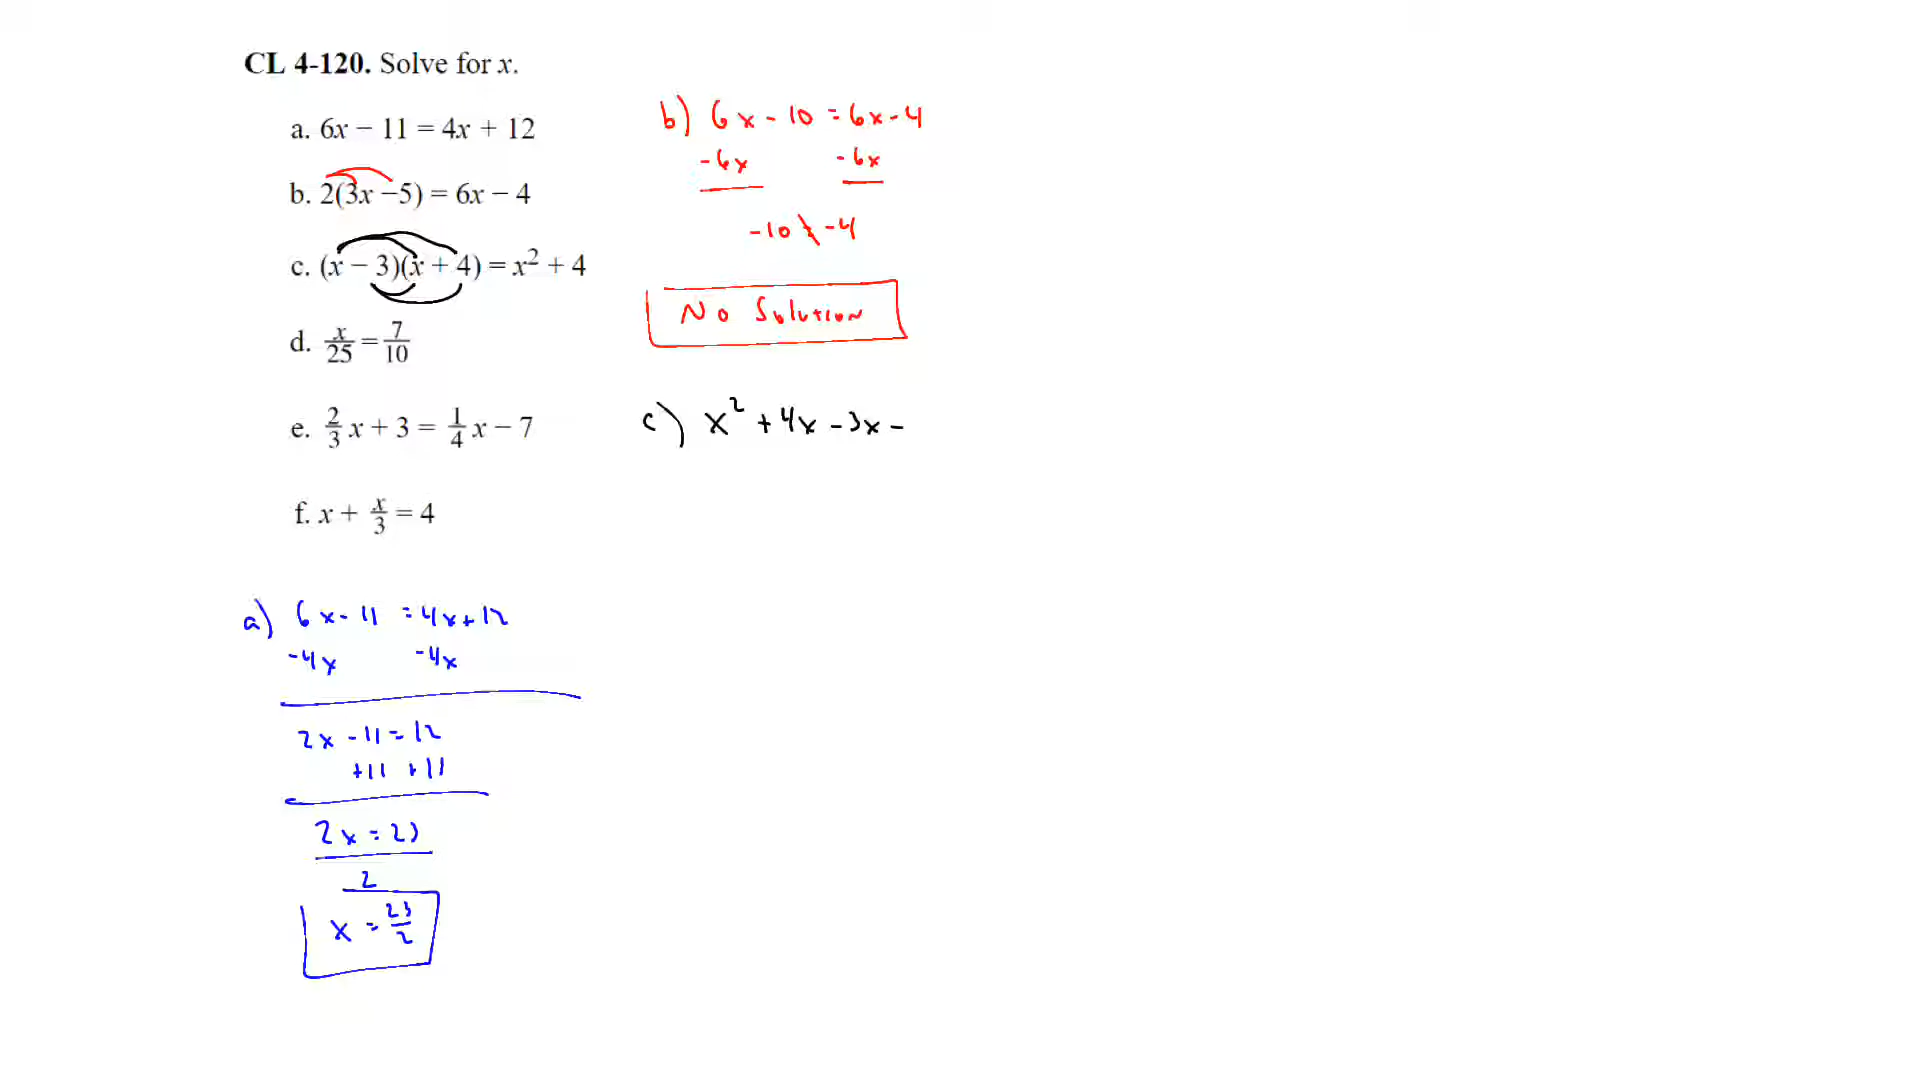 CL 4-120. Solve for x.
a. 6x − 11 = 4x + 12
b. 2(3x − 5) = 6x − 4
c. (x − 3)(x + 4) = x² + 4
d. x/25 = 7/10
e. 2/3 x + 3 = 1/4 x − 7
f. x + x/3 = 4
a) 6x - 11 = 4x + 12
-4x -4x
2x - 11 = 12
+11 +11
2x = 23
2
x = 23/2
b) 6x - 10 = 6x - 4
-6x -6x
-10 \ -4
No Solution
c) x² + 4x - 3x -